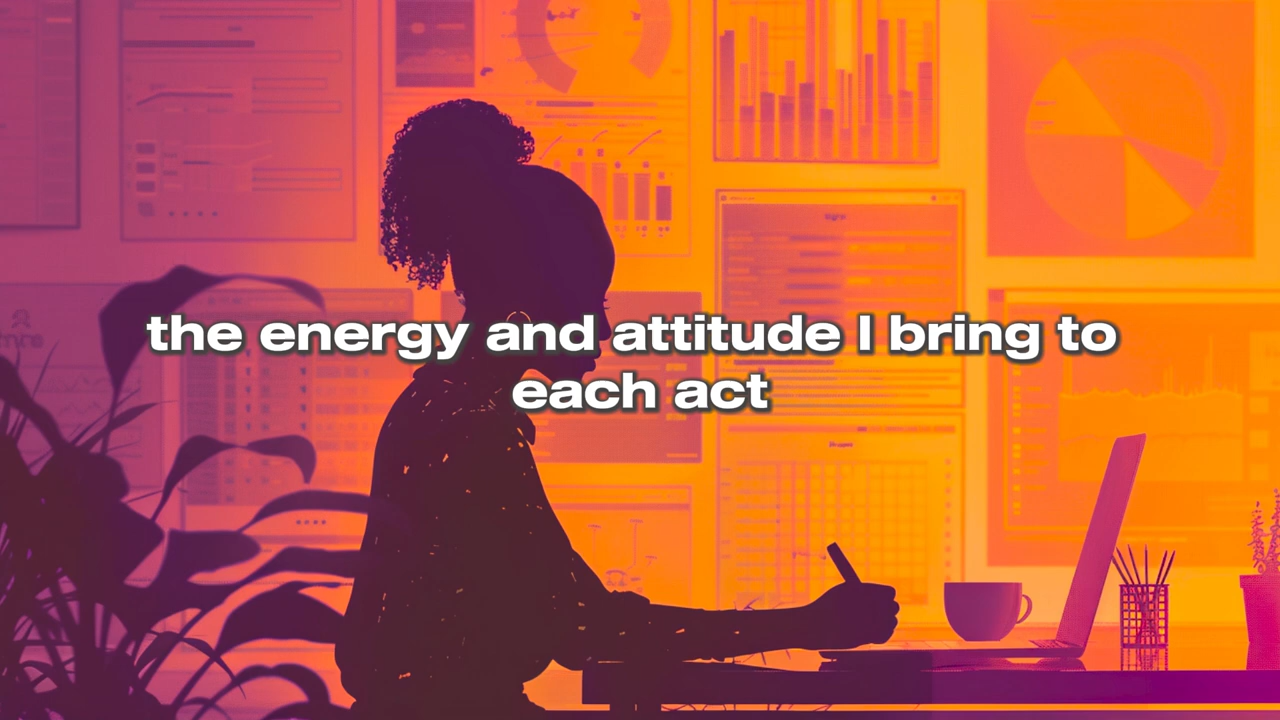 the energy and attitude I bring to
each act